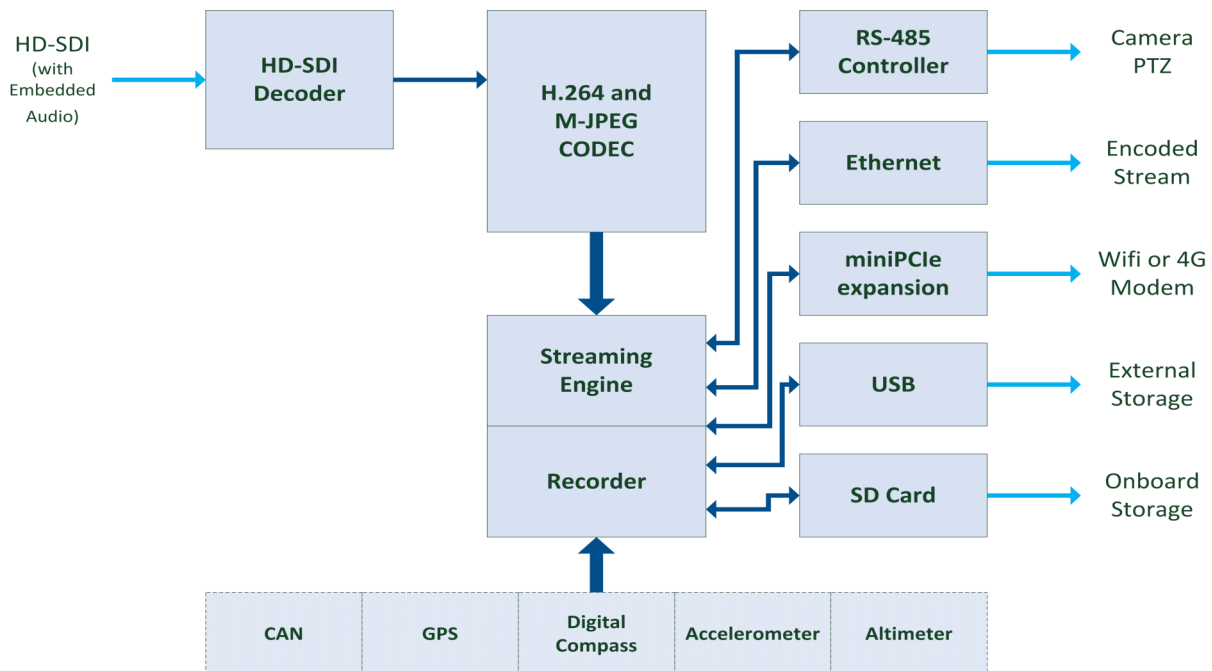 HD-SDI
(with
Embedded
Audio)
HD-SDI
Decoder
H.264 and
M-JPEG
CODEC
RS-485
Controller
Camera
PTZ
Ethernet
Encoded
Stream
miniPCIe
expansion
Wifi or 4G
Modem
Streaming
Engine
USB
External
Storage
Recorder
SD Card
Onboard
Storage
CAN
GPS
Digital
Compass
Accelerometer
Altimeter